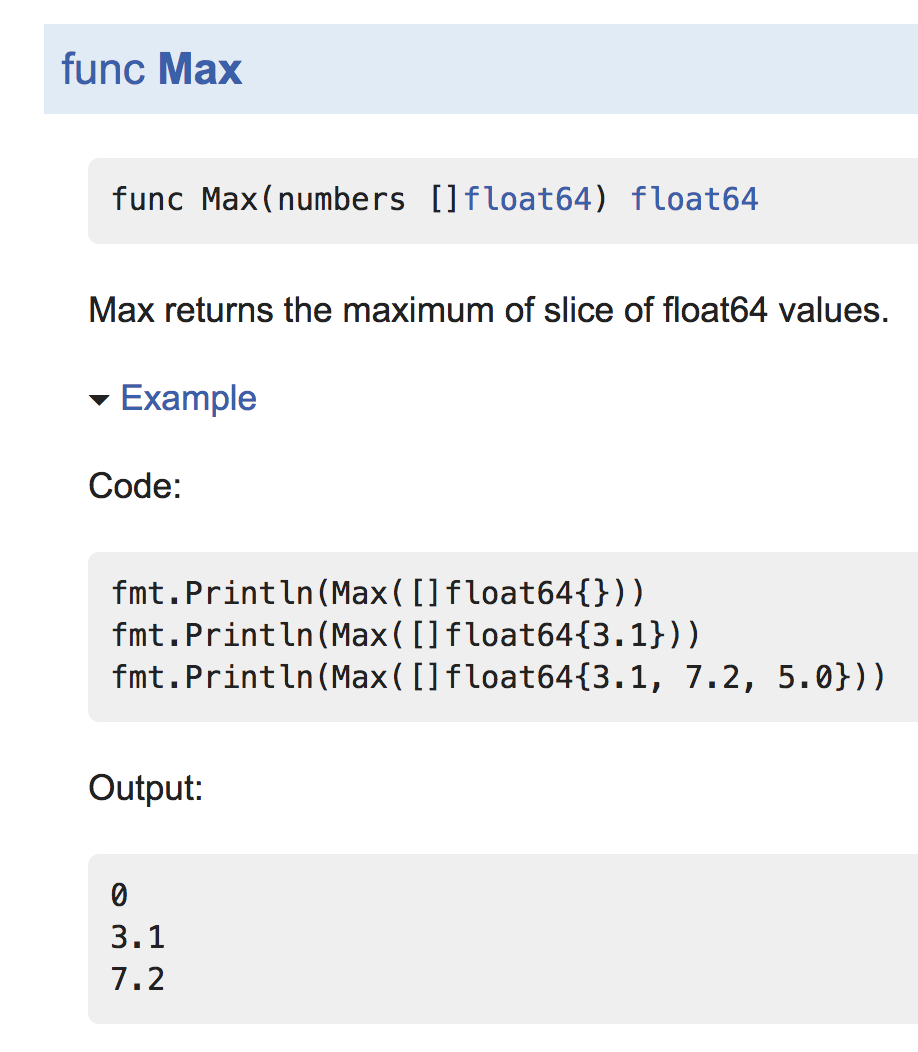 func Max
func Max(numbers []float64) float64
Max returns the maximum of slice of float64 values.
Example
Code:
fmt.Println(Max([]float64{}))
fmt.Println(Max([]float64{3.1}))
fmt.Println(Max([]float64{3.1, 7.2, 5.0}))
Output:
0
3.1
7.2